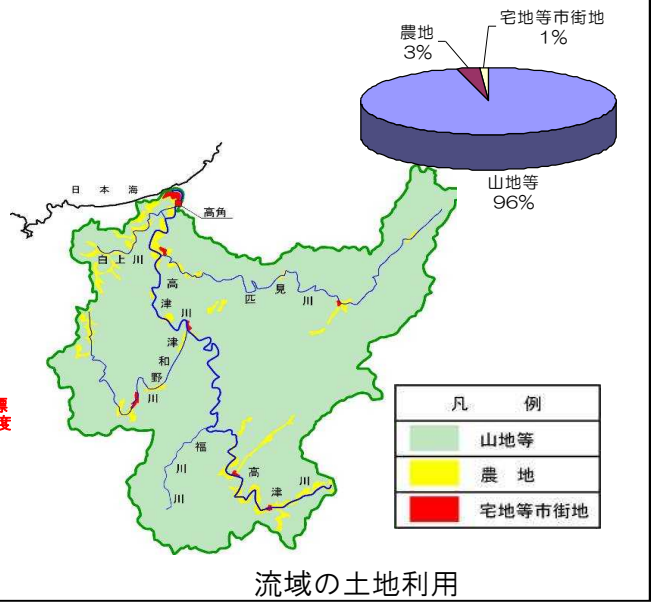 農地
3%
宅地等市街地
1%
山地等
96%
日本海
高角
白上川
高津川
匹見川
津和野川
福川川
高津川
標
度
凡 例
山地等
農 地
宅地等市街地
流域の土地利用